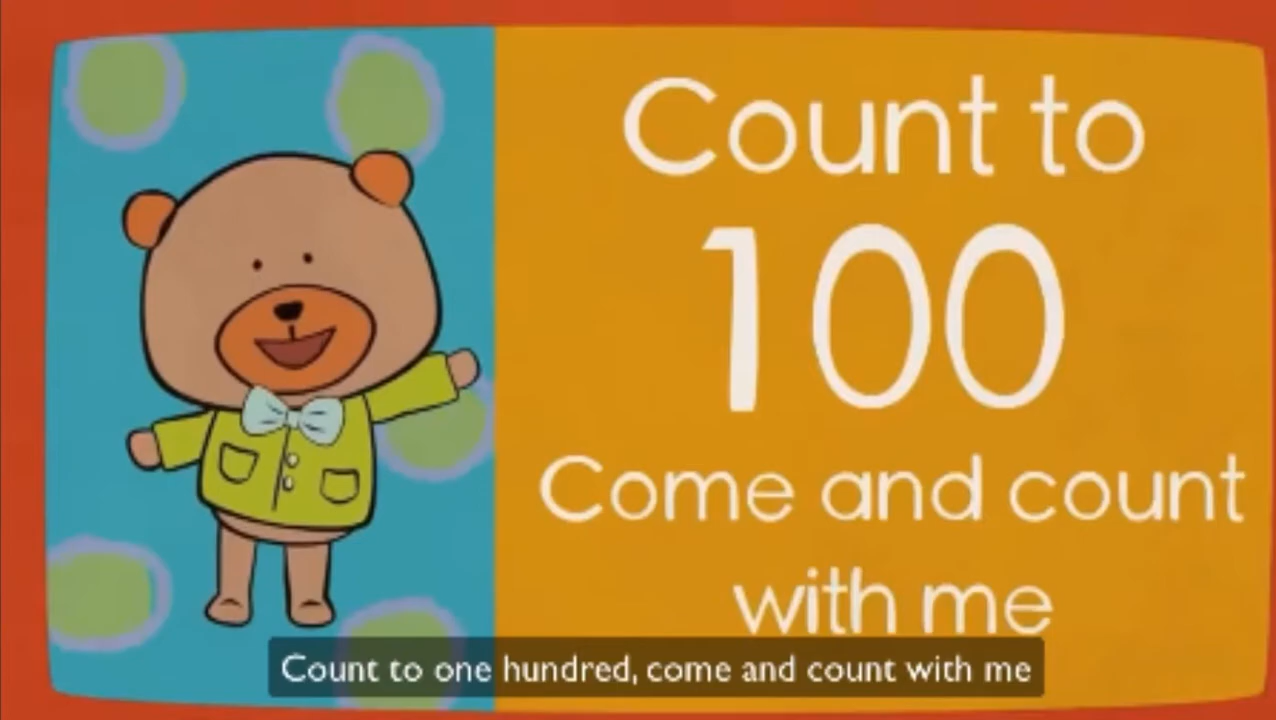 Count to
100
Come and count
with me
Count to one hundred, come and count with me